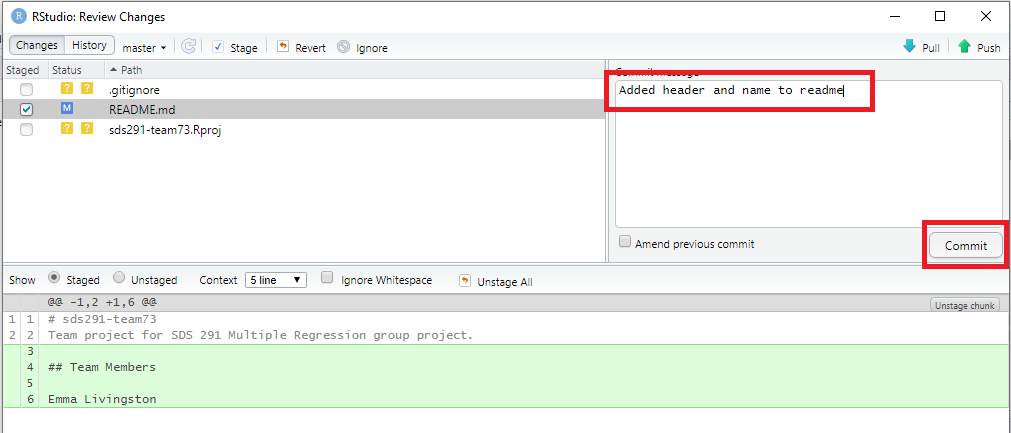 R RStudio: Review Changes
Changes History master Stage Revert Ignore Pull Push
Staged Status Path
? ? .gitignore
M README.md
? ? sds291-team73.Rproj
Commit message
Added header and name to readme
Amend previous commit Commit
Show Staged Unstaged Context 5 line Ignore Whitespace Unstage All
@@ -1,2 +1,6 @@ Unstage chunk
1 1 # sds291-team73
2 2 Team project for SDS 291 Multiple Regression group project.
3
4 ## Team Members
5
6 Emma Livingston